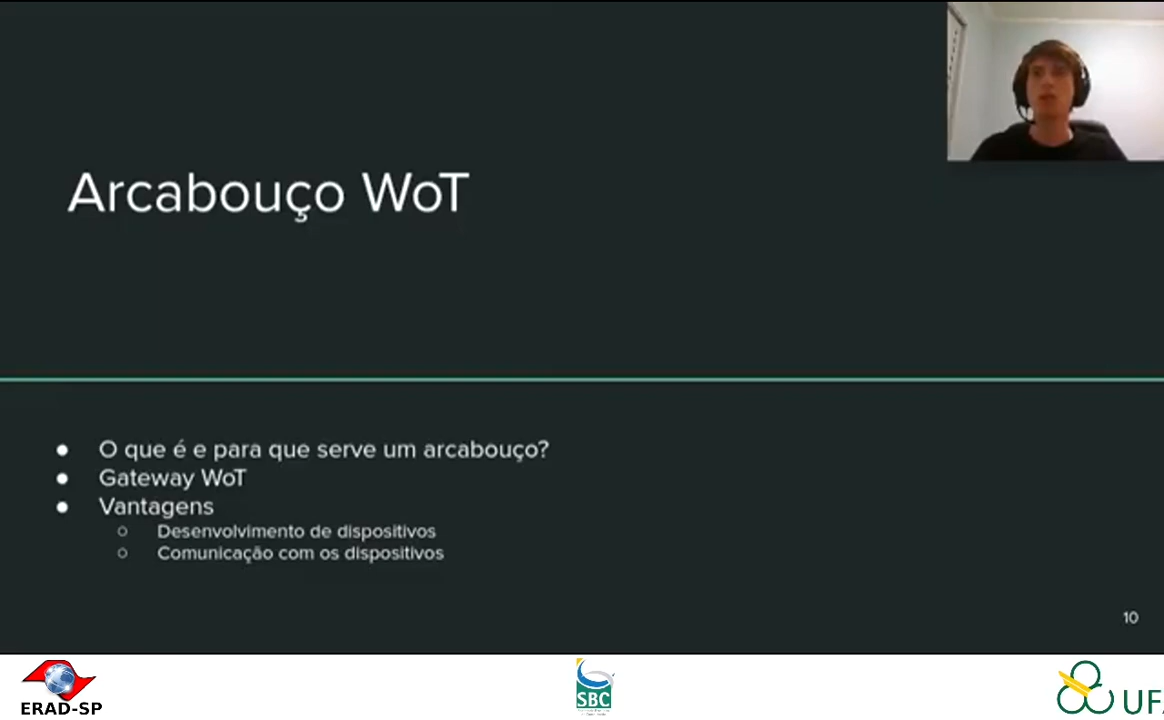 Arcabouço WoT
O que é e para que serve um arcabouço?
Gateway WoT
Vantagens
Desenvolvimento de dispositivos
Comunicação com os dispositivos
10
ERAD-SP
SBC